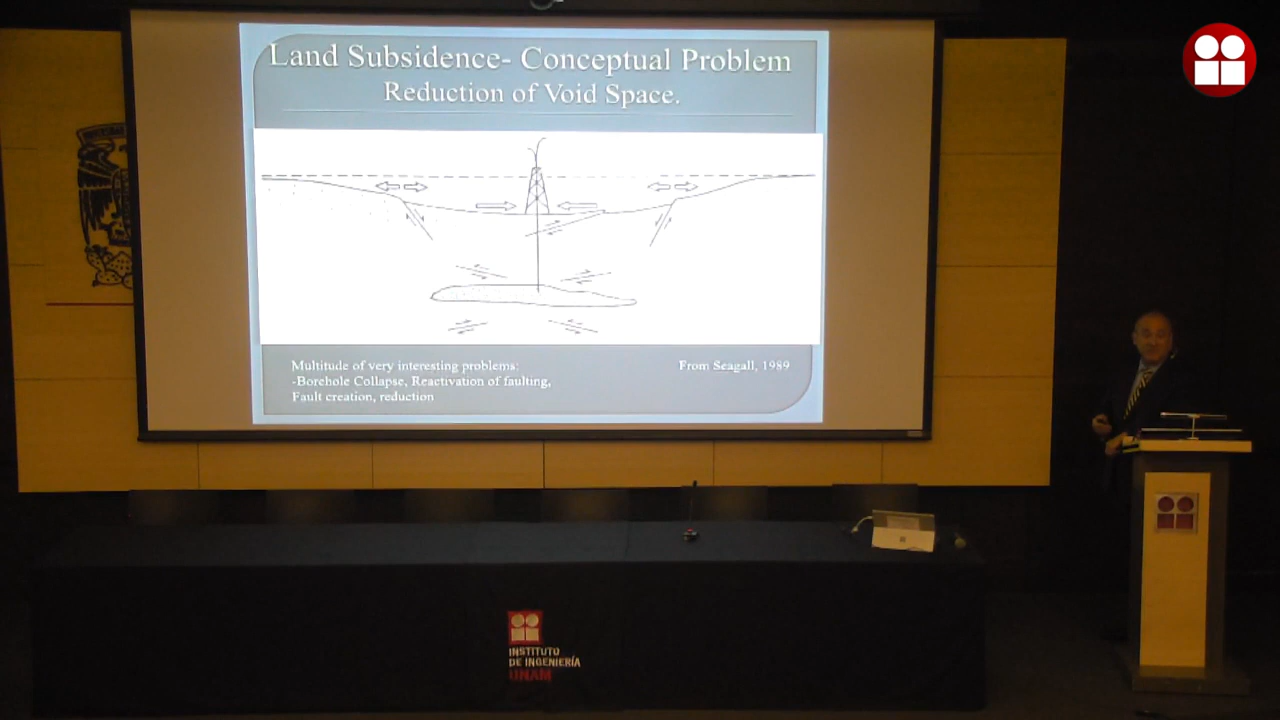 Land Subsidence- Conceptual Problem
Reduction of Void Space.
Multitude of very interesting problems:
-Borehole Collapse, Reactivation of faulting,
Fault creation, reduction
From Seagall, 1989
INSTITUTO
DE INGENIERÍA
UNAM